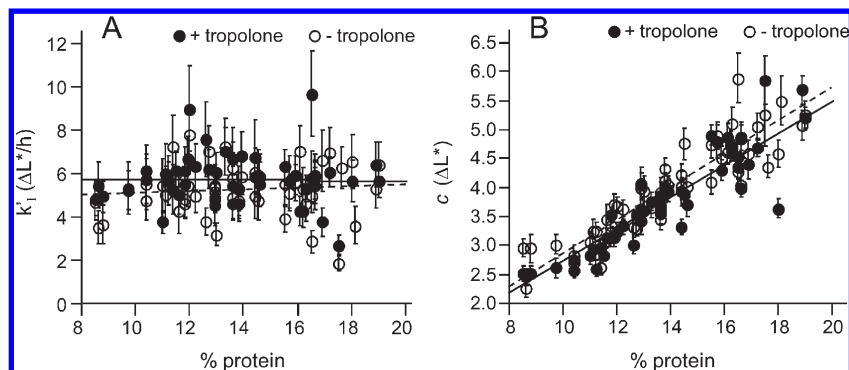 A
● + tropolone ○ - tropolone
12
10
8
6
4
2
0
k'₁ (ΔL*/h)
8 10 12 14 16 18 20
% protein
B
● + tropolone ○ - tropolone
6.5
6.0
5.5
5.0
4.5
4.0
3.5
3.0
2.5
2.0
c (ΔL*)
8 10 12 14 16 18 20
% protein